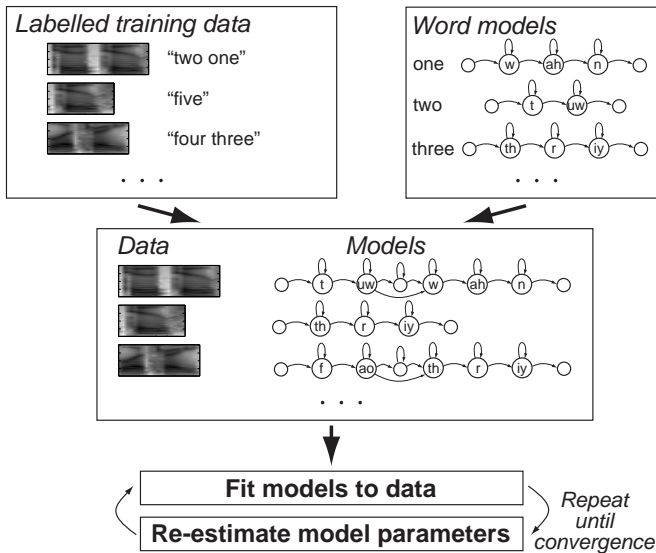 Labelled training data
“two one”
“five”
“four three”
. . .
Word models
one w ah n
two t uw
three th r iy
. . .
Data Models
t uw w ah n
th r iy
f ao th r iy
. . .
Fit models to data
Re-estimate model parameters
Repeat
until
convergence